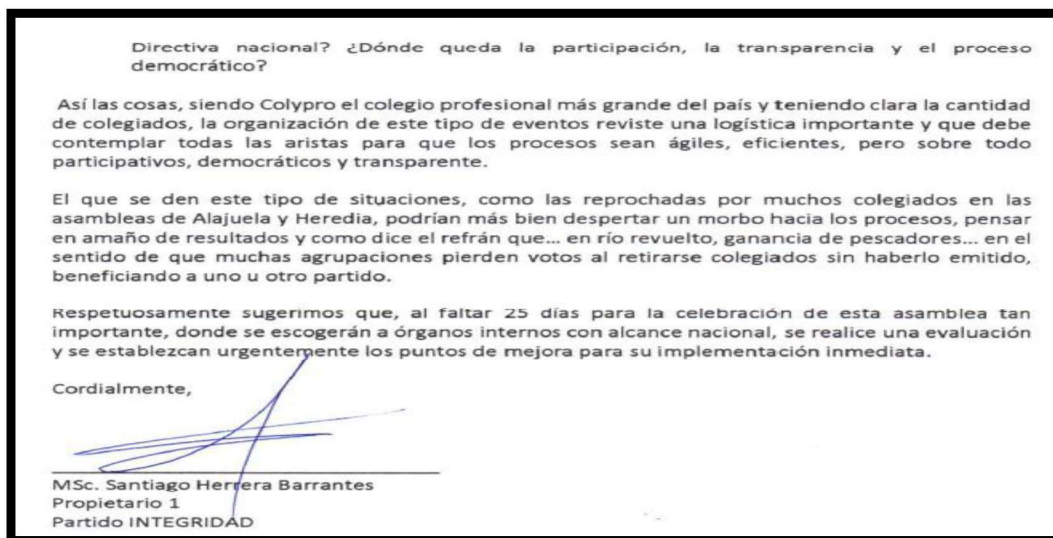 Directiva nacional? ¿Dónde queda la participación, la transparencia y el proceso
democrático?
Así las cosas, siendo Colypro el colegio profesional más grande del país y teniendo clara la cantidad
de colegiados, la organización de este tipo de eventos reviste una logística importante y que debe
contemplar todas las aristas para que los procesos sean ágiles, eficientes, pero sobre todo
participativos, democráticos y transparente.
El que se den este tipo de situaciones, como las reprochadas por muchos colegiados en las
asambleas de Alajuela y Heredia, podrían más bien despertar un morbo hacia los procesos, pensar
en amaño de resultados y como dice el refrán que... en río revuelto, ganancia de pescadores... en el
sentido de que muchas agrupaciones pierden votos al retirarse colegiados sin haberlo emitido,
beneficiando a uno u otro partido.
Respetuosamente sugerimos que, al faltar 25 días para la celebración de esta asamblea tan
importante, donde se escogerán a órganos internos con alcance nacional, se realice una evaluación
y se establezcan urgentemente los puntos de mejora para su implementación inmediata.
Cordialmente,
MSc. Santiago Herrera Barrantes
Propietario 1
Partido INTEGRIDAD